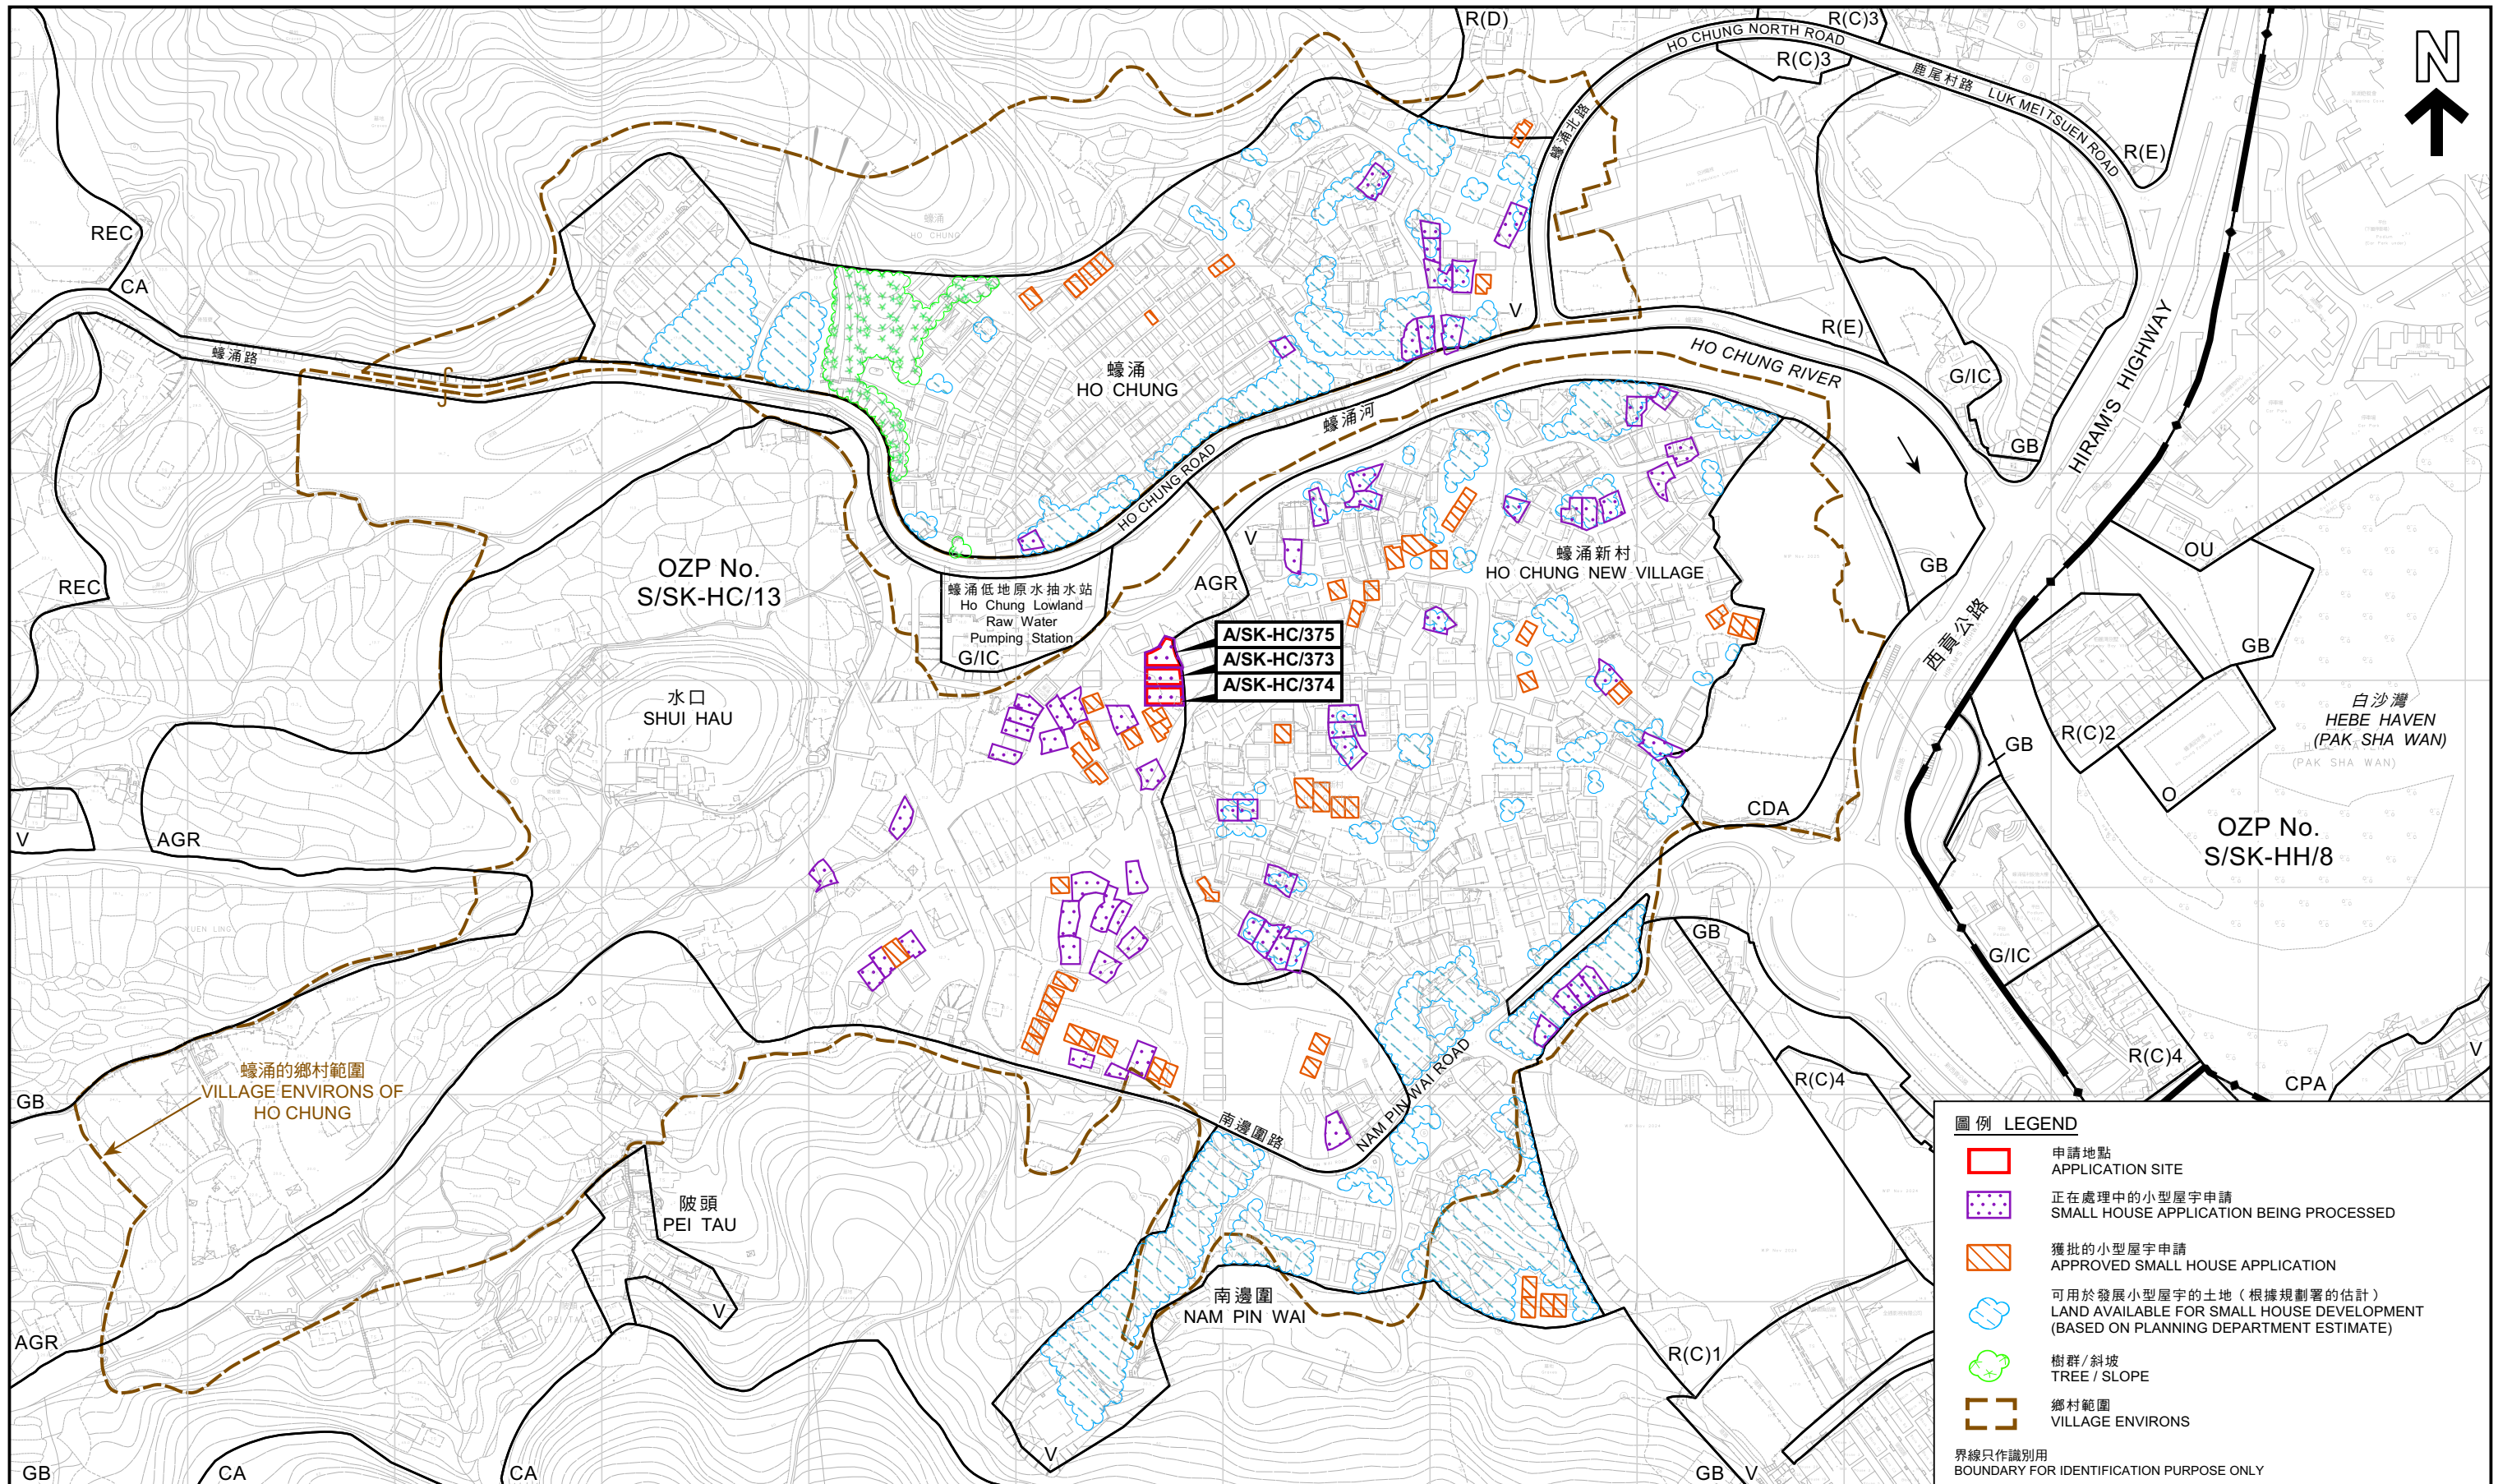 R(D)
R(C)3
HO CHUNG NORTH ROAD
R(C)3
鹿尾村路 LUK MEI TSUEN ROAD
N
蠔涌北路
R(E)
REC
CA
蠔涌
HO CHUNG
V
R(E)
HIRAM'S HIGHWAY
蠔涌路
蠔涌
HO CHUNG
HO CHUNG RIVER
G/IC
蠔涌河
GB
HO CHUNG ROAD
V
OU
蠔涌新村
HO CHUNG NEW VILLAGE
GB
REC
OZP No.
S/SK-HC/13
AGR
蠔涌低地原水抽水站
Ho Chung Lowland
Raw Water
Pumping Station
G/IC
A/SK-HC/375
A/SK-HC/373
A/SK-HC/374
西貢公路
GB
水口
SHUI HAU
白沙灣
HEBE HAVEN
(PAK SHA WAN)
(PAK SHA WAN)
R(C)2
GB
O
CDA
V
AGR
OZP No.
S/SK-HH/8
GB
G/IC
NAM PIN WAI ROAD
R(C)4
R(C)4
V
CPA
蠔涌的鄉村範圍
VILLAGE ENVIRONS OF
HO CHUNG
GB
南邊圍路
陂頭
PEI TAU
V
南邊圍
NAM PIN WAI
AGR
R(C)1
V
GB
CA
CA
GB
V
圖例 LEGEND
申請地點
APPLICATION SITE
正在處理中的小型屋宇申請
SMALL HOUSE APPLICATION BEING PROCESSED
獲批的小型屋宇申請
APPROVED SMALL HOUSE APPLICATION
可用於發展小型屋宇的土地（根據規劃署的估計）
LAND AVAILABLE FOR SMALL HOUSE DEVELOPMENT
(BASED ON PLANNING DEPARTMENT ESTIMATE)
樹群/斜坡
TREE / SLOPE
鄉村範圍
VILLAGE ENVIRONS
界線只作識別用
BOUNDARY FOR IDENTIFICATION PURPOSE ONLY